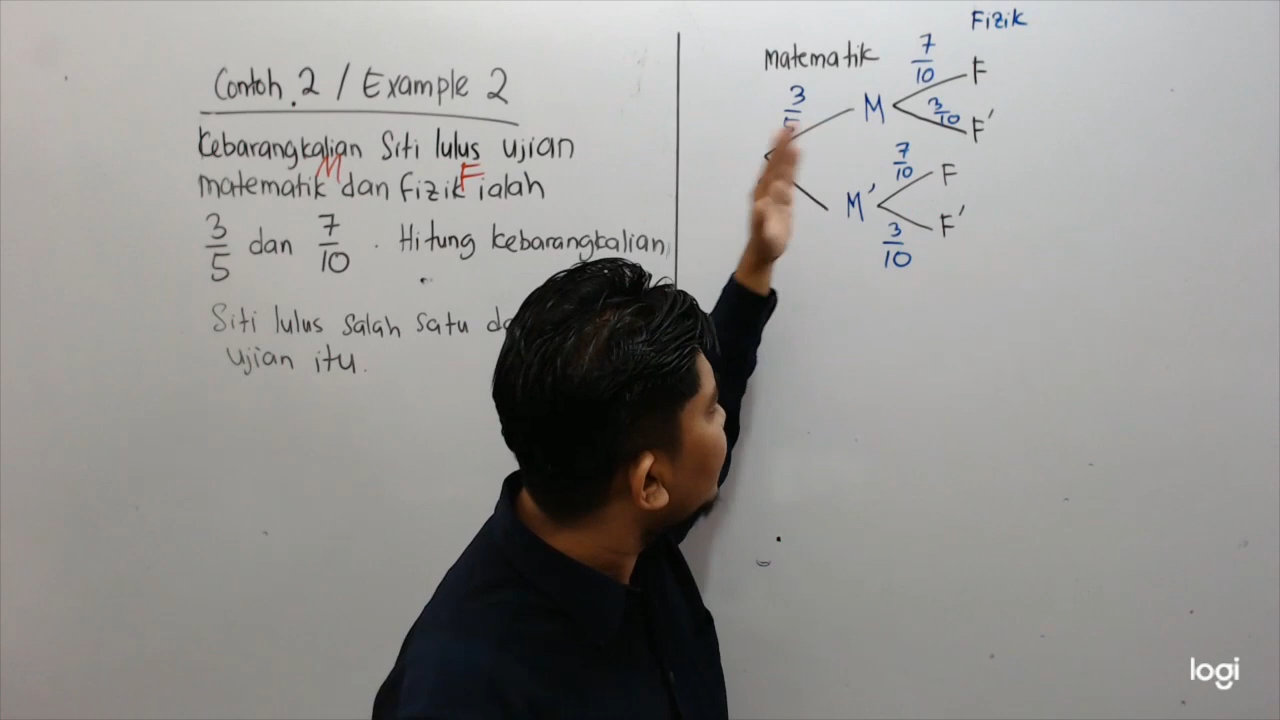 Contoh 2 / Example 2
Kebarangkalian Siti lulus ujian
M F
matematik dan fizik ialah
3/5 dan 7/10 . Hitung kebarangkalian
Siti lulus salah satu
ujian itu.
Fizik
Matematik
7/10 F
3 M
3/10 F'
7/10 F
M'
3/10 F'
logi